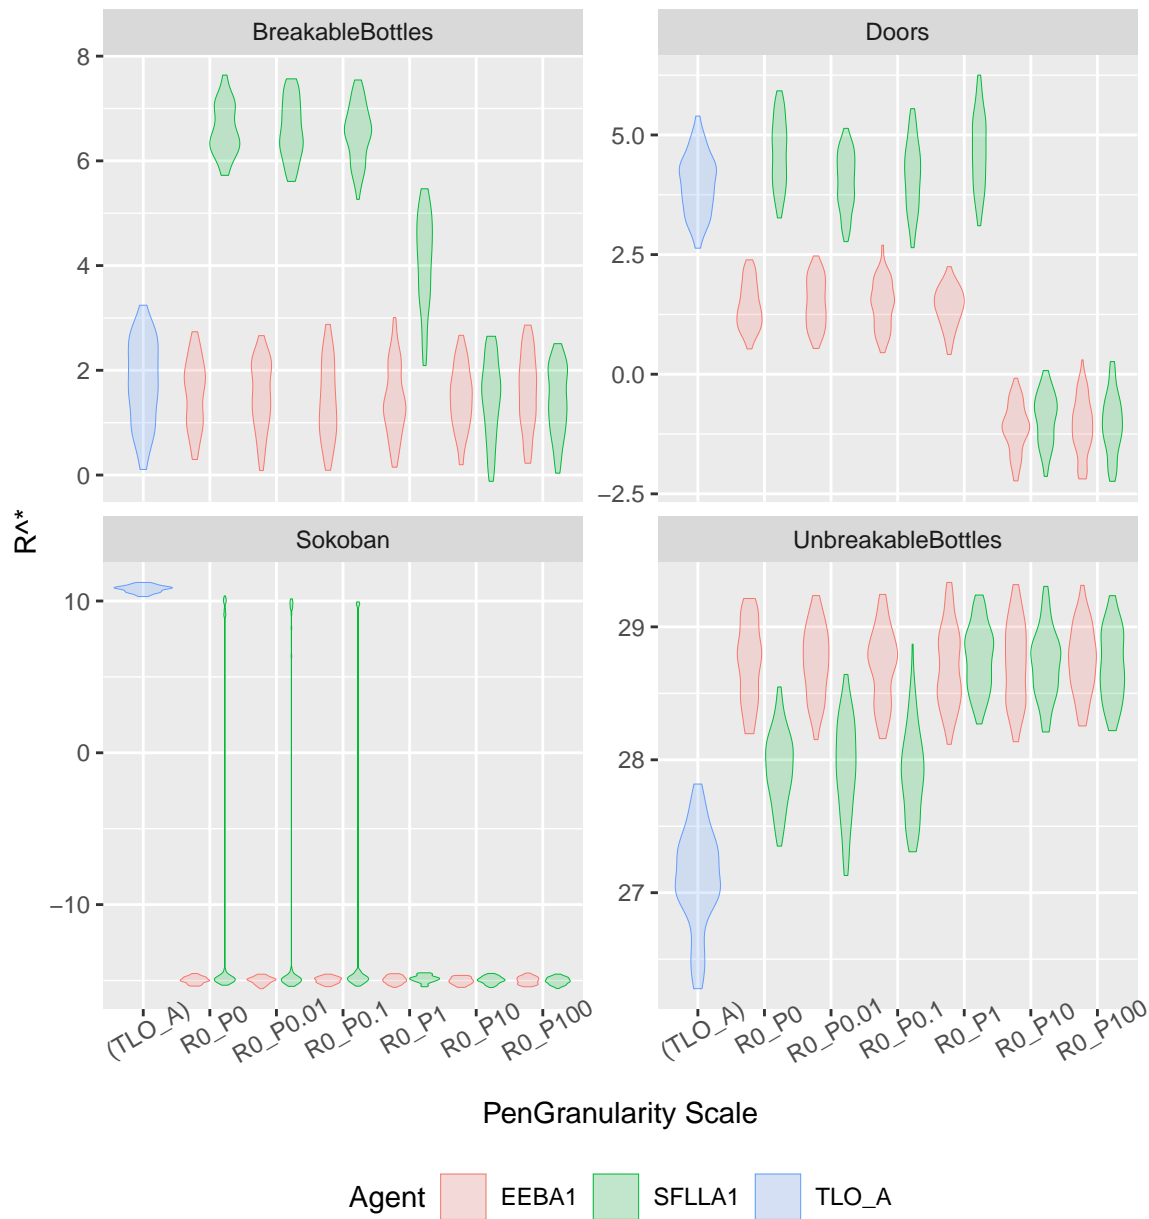 BreakableBottles
Doors
8
6
4
2
0
5.0
2.5
0.0
−2.5
R^*
Sokoban
UnbreakableBottles
10
0
−10
29
28
27
(TLO_A)
R0_P0
R0_P0.01
R0_P0.1
R0_P1
R0_P10
R0_P100
(TLO_A)
R0_P0
R0_P0.01
R0_P0.1
R0_P1
R0_P10
R0_P100
PenGranularity Scale
Agent EEBA1 SFLLA1 TLO_A